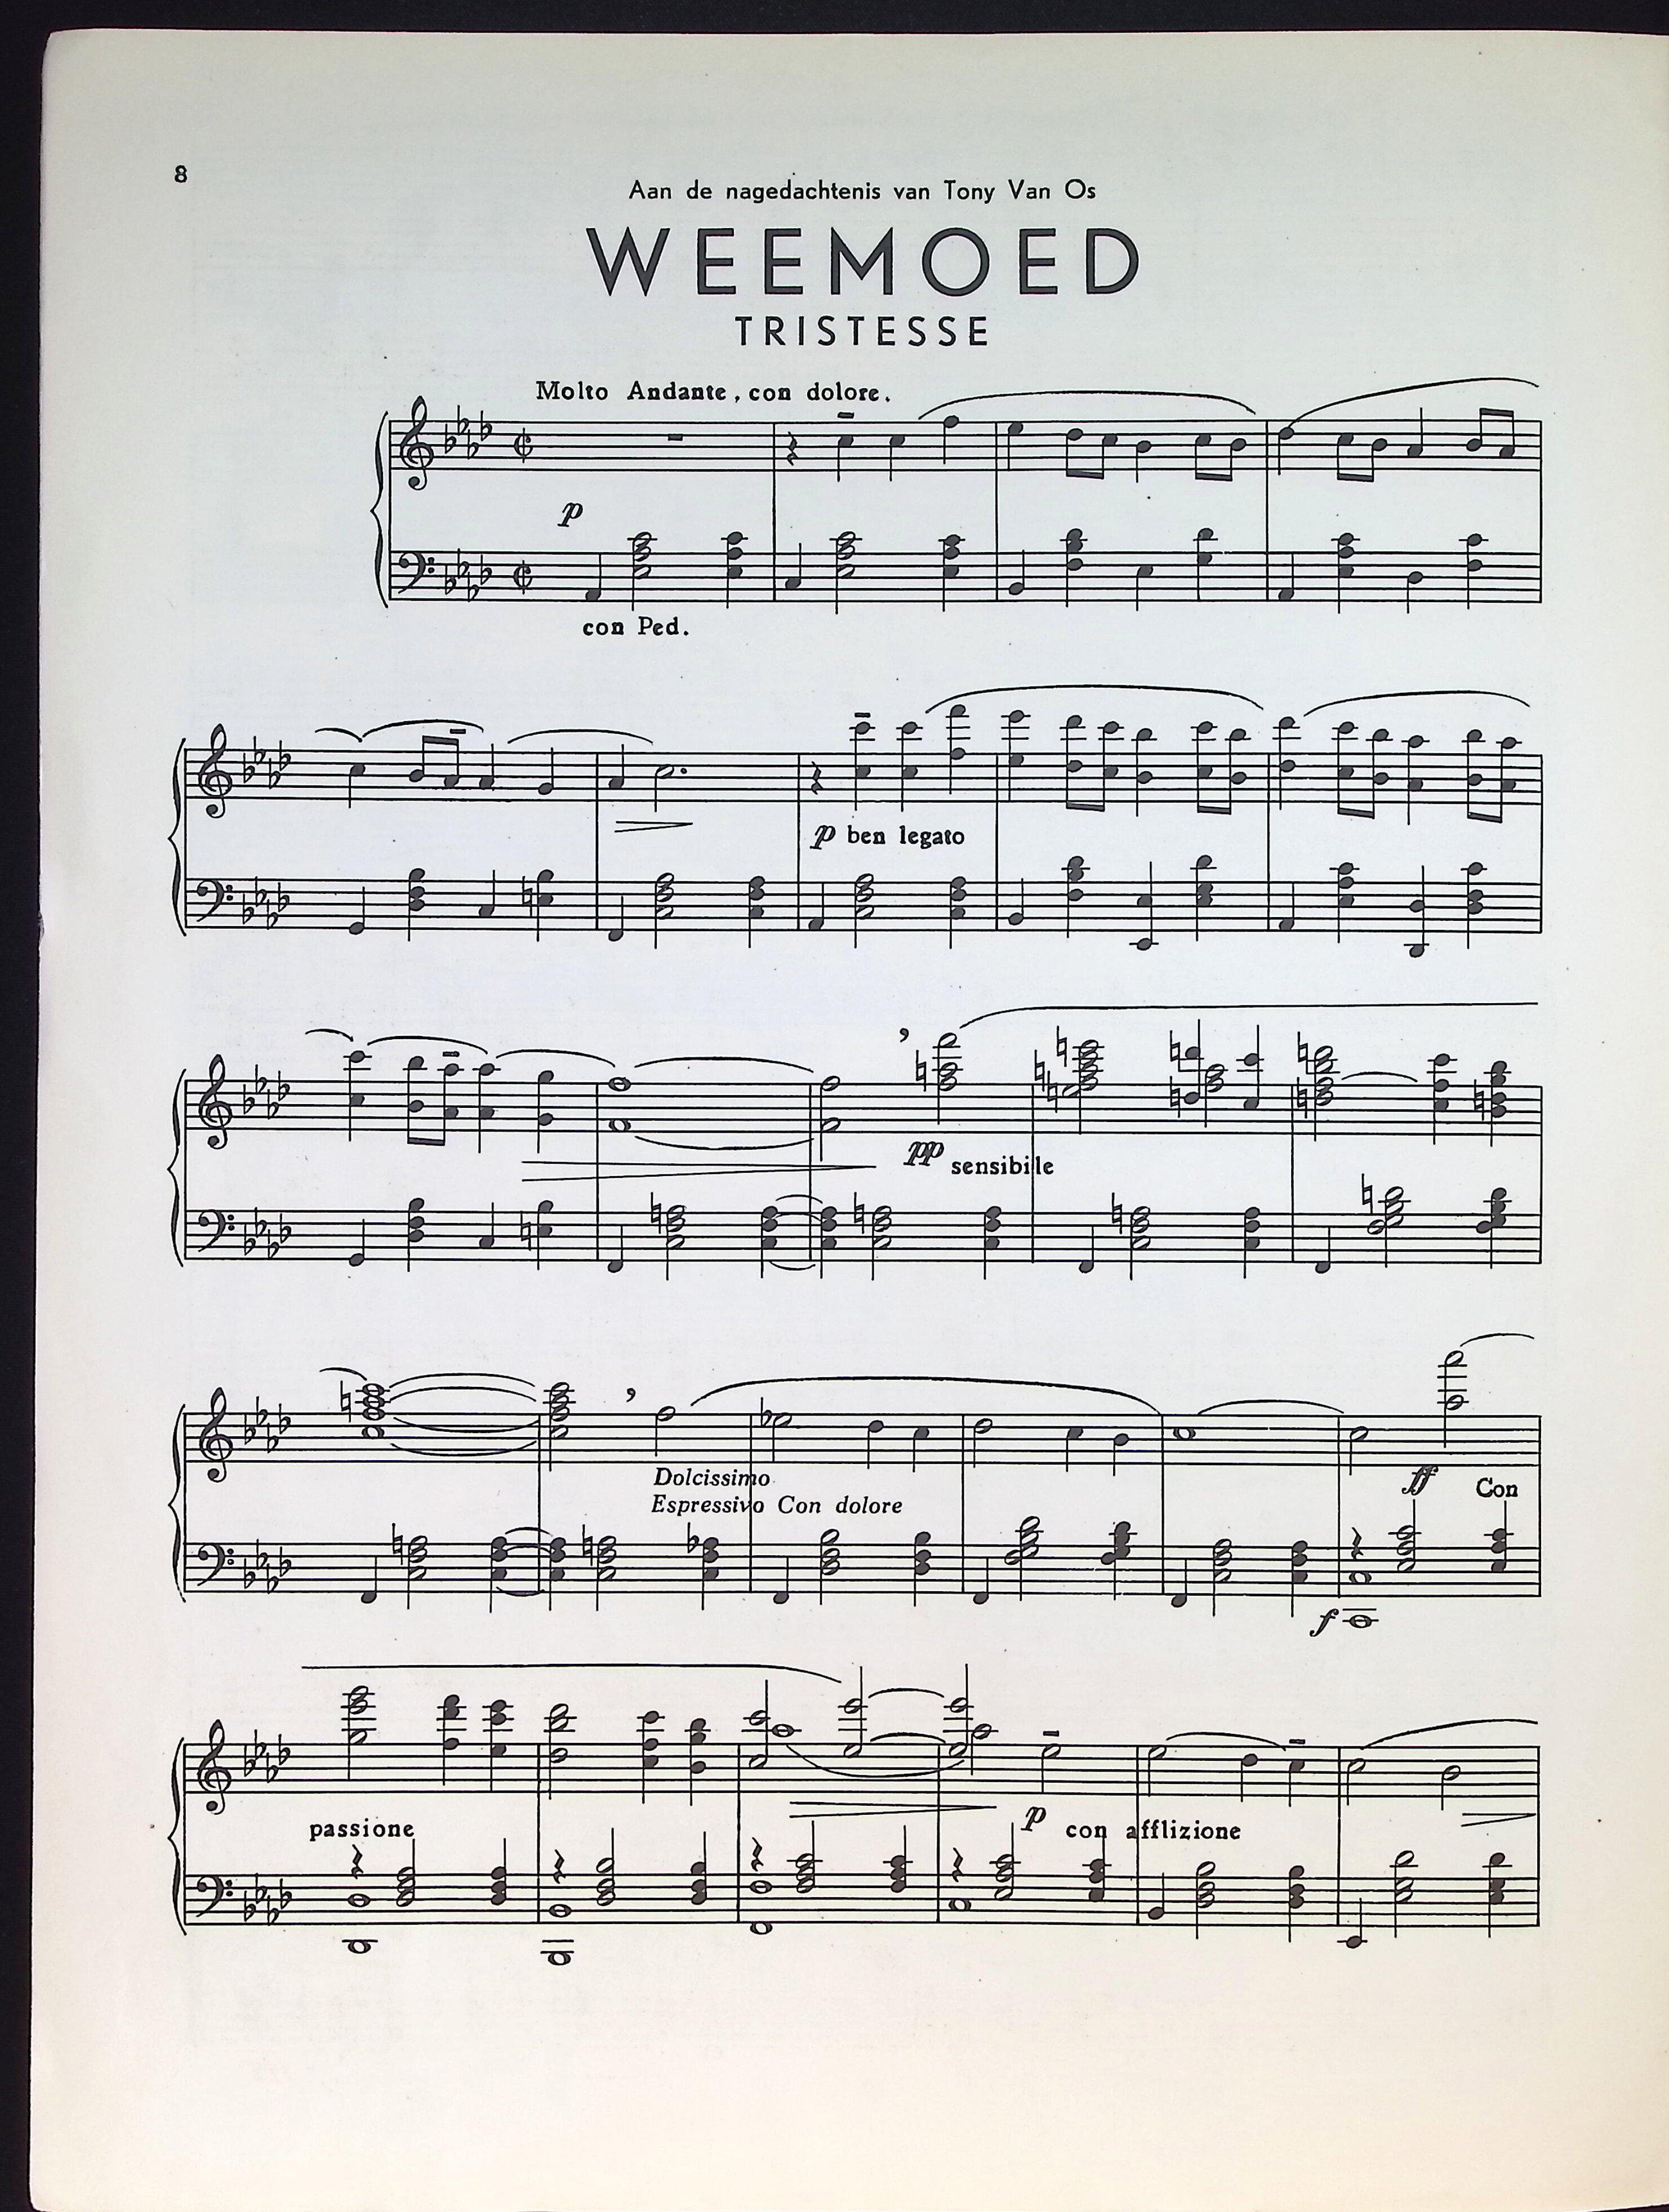 8
Aan de nagedachtenis van Tony Van Os
WEEMOED
TRISTESSE
Molto Andante, con dolore.
p
con Ped.
p ben legato
pp sensibile
Dolcissimo
Espressivo Con dolore
ff Con
f
passione
p con afflizione